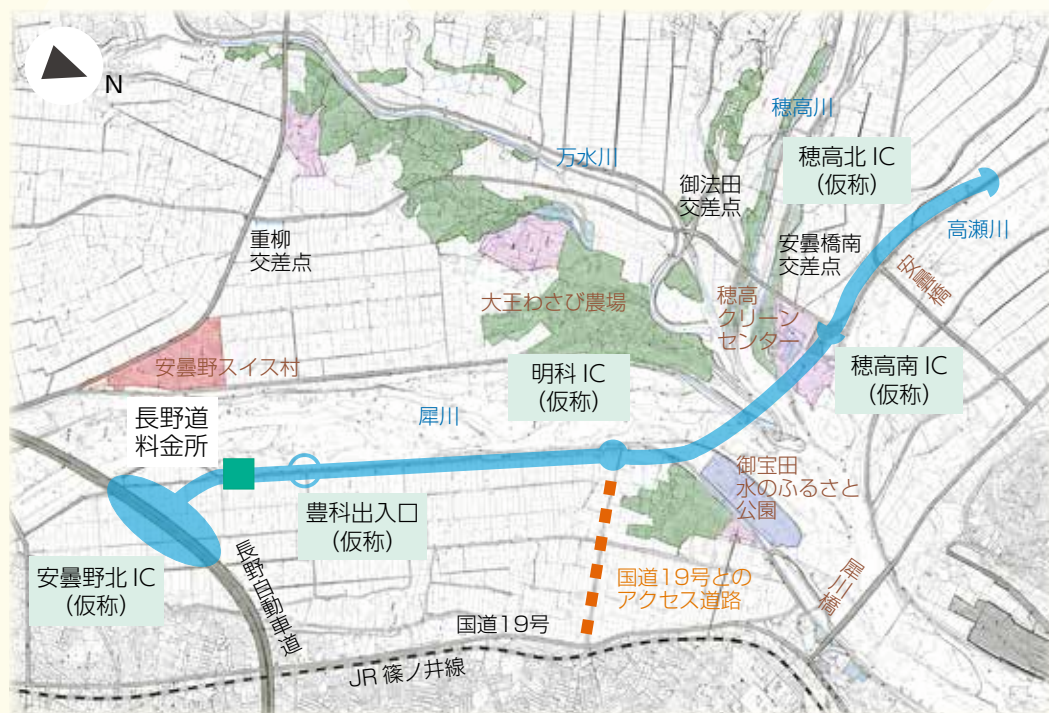 N
穂高川
穂高北 IC
(仮称)
万水川
御法田
交差点
高瀬川
重柳
交差点
安曇橋南
交差点
安曇橋
大王わさび農場
穂高
クリーン
センター
安曇野スイス村
明科 IC
(仮称)
穂高南 IC
(仮称)
長野道
料金所
犀川
御宝田
水のふるさと
公園
豊科出入口
(仮称)
安曇野北 IC
(仮称)
長野自動車道
国道19号との
アクセス道路
犀川橋
国道19号
JR 篠ノ井線